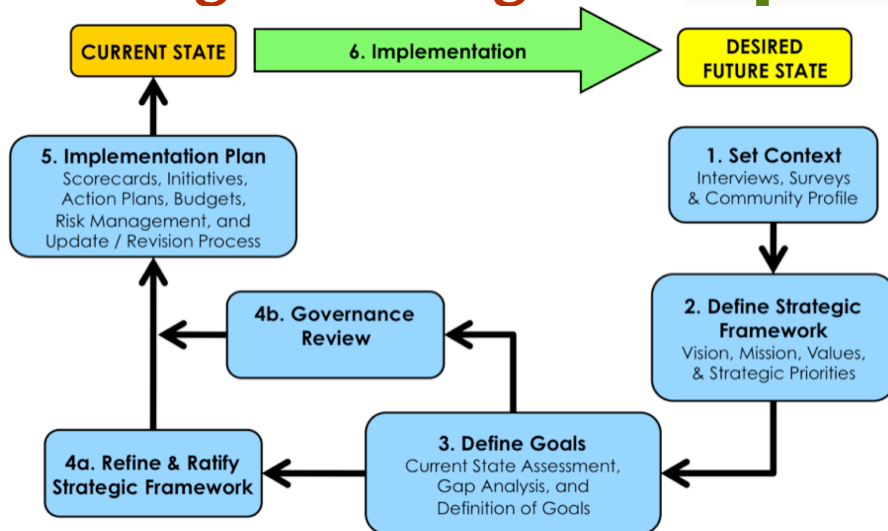 CURRENT STATE
6. Implementation
DESIRED
FUTURE STATE
5. Implementation Plan
Scorecards, Initiatives,
Action Plans, Budgets,
Risk Management, and
Update / Revision Process
1. Set Context
Interviews, Surveys
& Community Profile
4b. Governance
Review
2. Define Strategic
Framework
Vision, Mission, Values,
& Strategic Priorities
4a. Refine & Ratify
Strategic Framework
3. Define Goals
Current State Assessment,
Gap Analysis, and
Definition of Goals